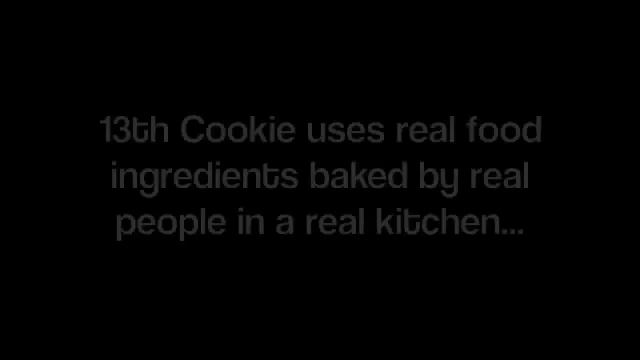 13th Cookie uses real food
ingredients baked by real
people in a real kitchen...